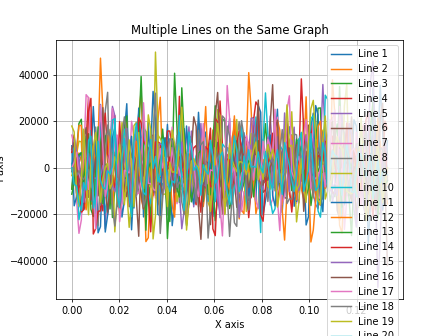 Multiple Lines on the Same Graph
40000
20000
0
−20000
−40000
0.00
0.02
0.04
0.06
0.08
0.10
X axis
Line 1
Line 2
Line 3
Line 4
Line 5
Line 6
Line 7
Line 8
Line 9
Line 10
Line 11
Line 12
Line 13
Line 14
Line 15
Line 16
Line 17
Line 18
Line 19
Line 20